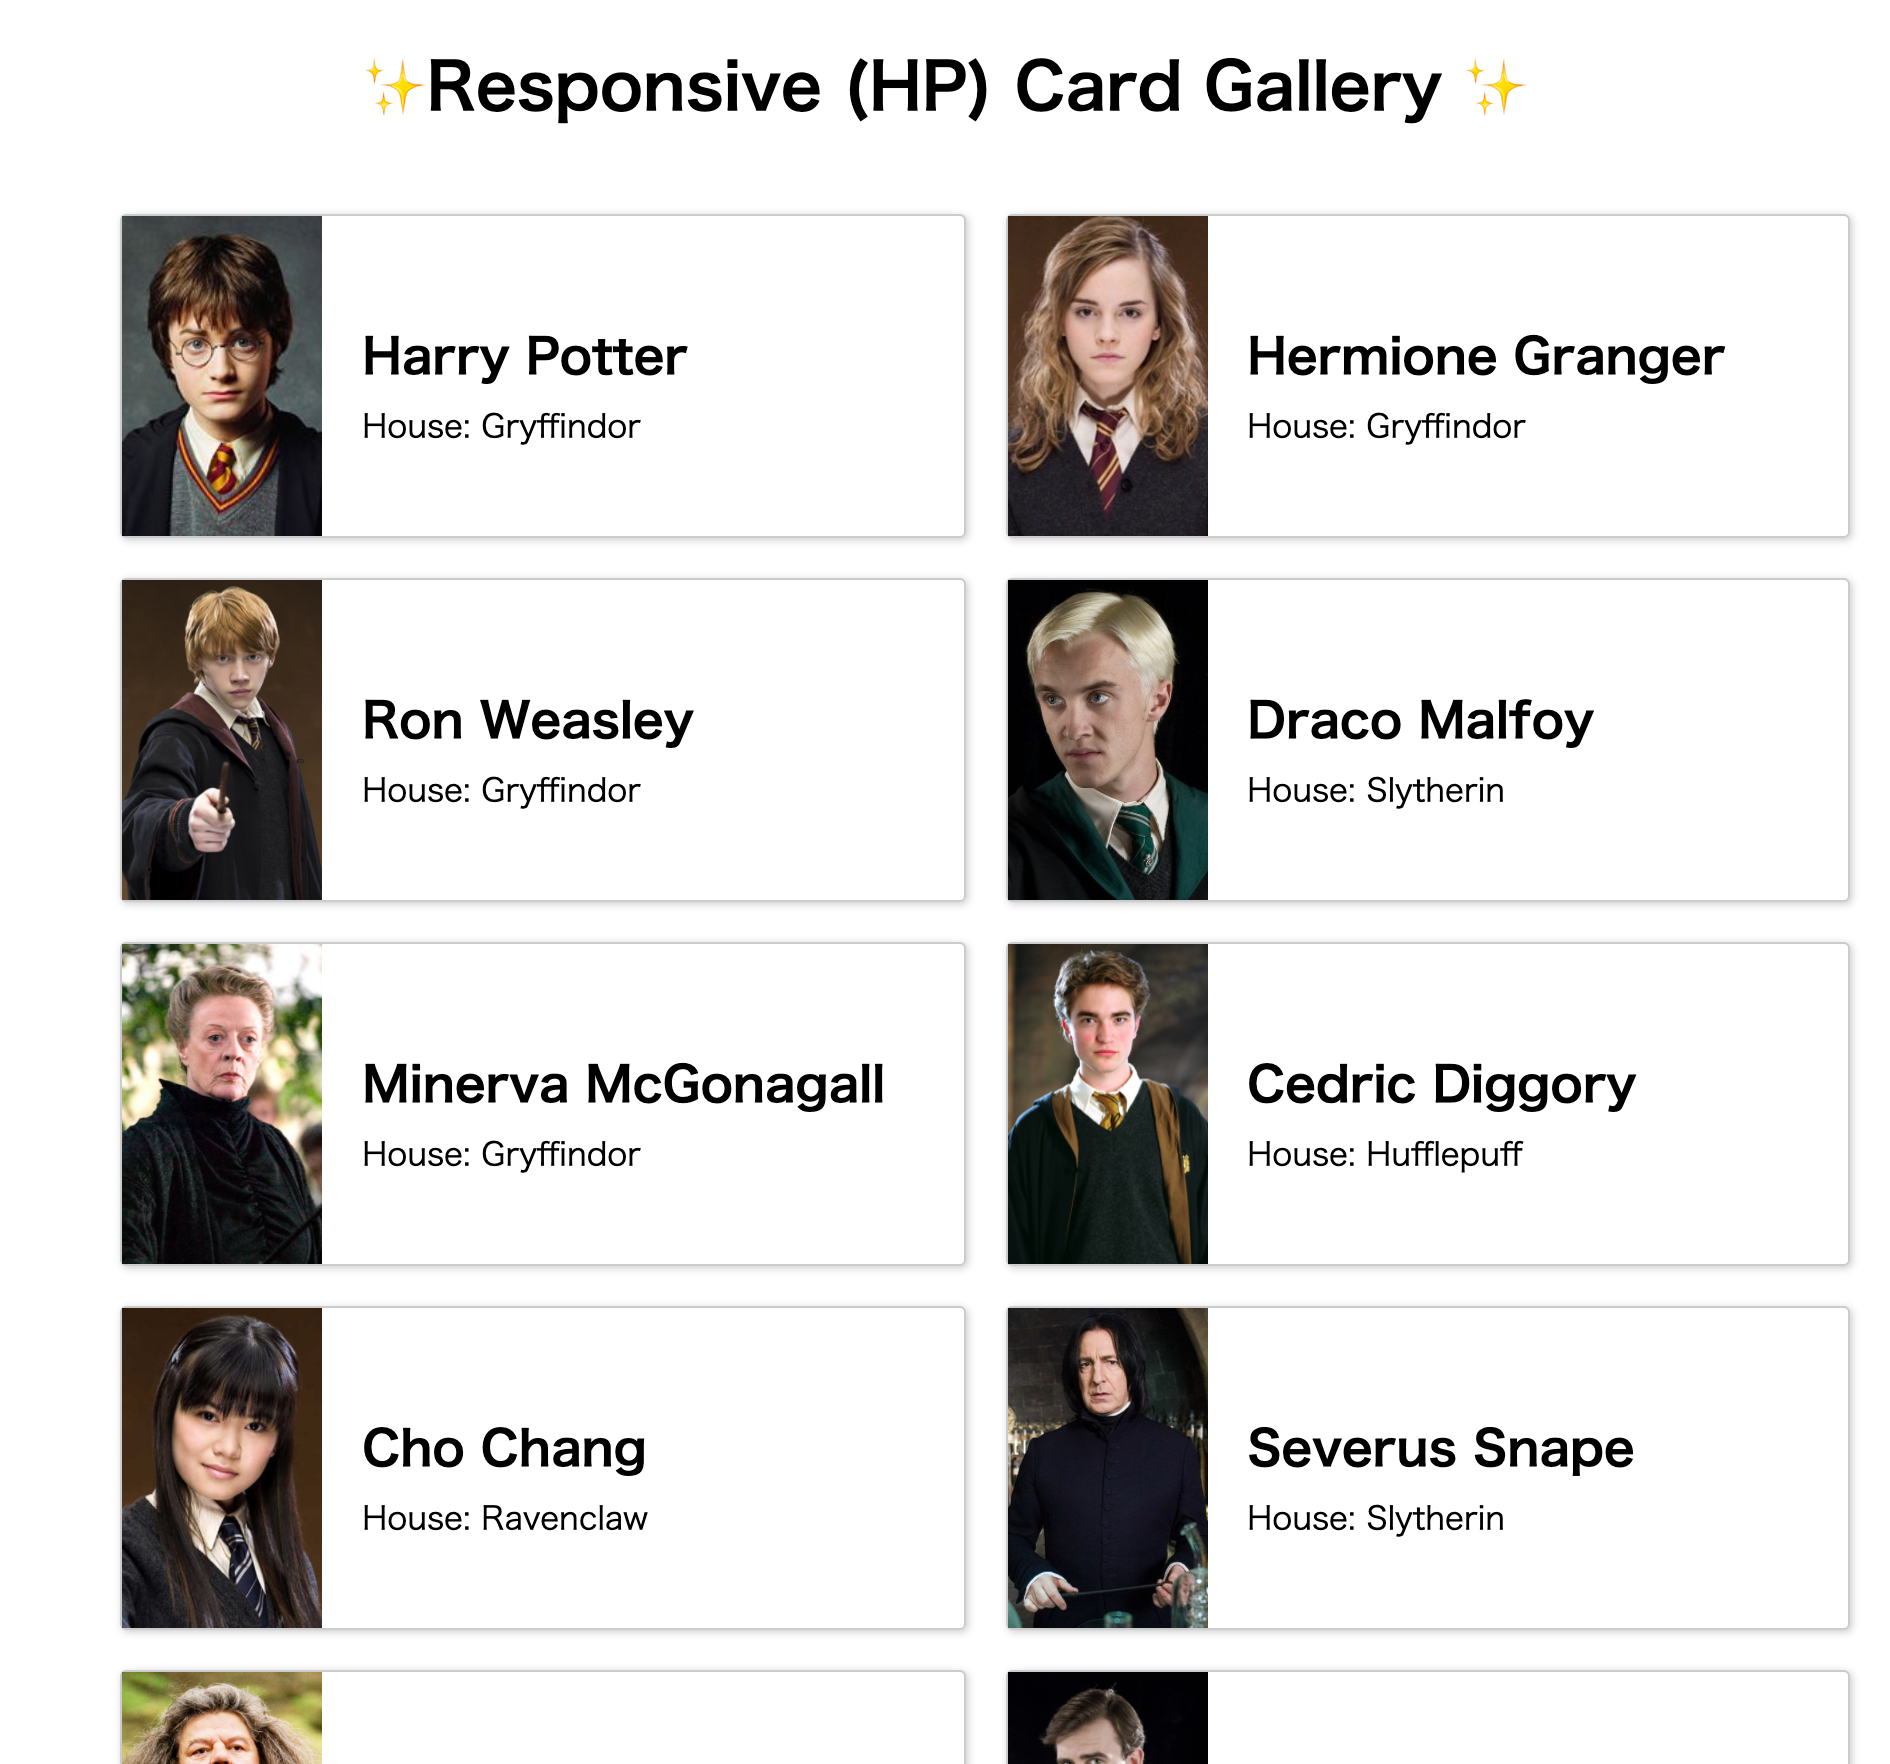 ✨Responsive (HP) Card Gallery ✨
Harry Potter
House: Gryffindor
Hermione Granger
House: Gryffindor
Ron Weasley
House: Gryffindor
Draco Malfoy
House: Slytherin
Minerva McGonagall
House: Gryffindor
Cedric Diggory
House: Hufflepuff
Cho Chang
House: Ravenclaw
Severus Snape
House: Slytherin